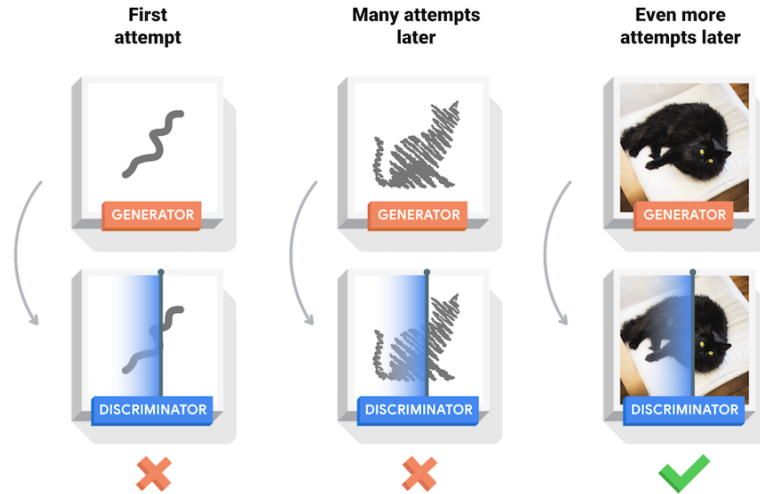 First
attempt
Many attempts
later
Even more
attempts later
GENERATOR
GENERATOR
GENERATOR
DISCRIMINATOR
DISCRIMINATOR
DISCRIMINATOR